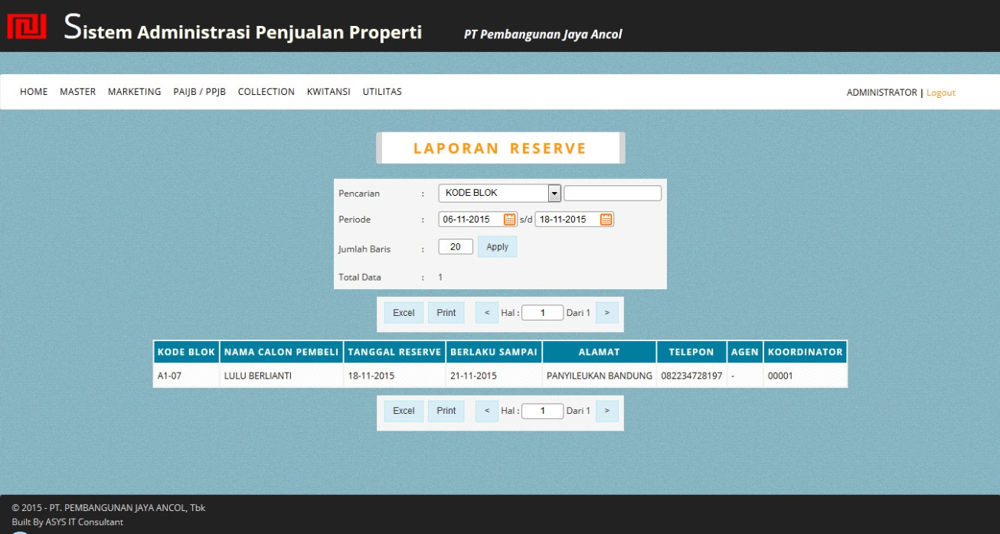 Sistem Administrasi Penjualan Properti PT Pembangunan Jaya Ancol
HOME MASTER MARKETING PAIJB / PPJB COLLECTION KWITANSI UTILITAS ADMINISTRATOR | Logout
LAPORAN RESERVE
Pencarian : KODE BLOK
Periode : 06-11-2015 s/d 18-11-2015
Jumlah Baris : 20 Apply
Total Data : 1
Excel Print < Hal : 1 Dari 1 >
KODE BLOK NAMA CALON PEMBELI TANGGAL RESERVE BERLAKU SAMPAI ALAMAT TELEPON AGEN KOORDINATOR
A1-07 LULU BERLIANTI 18-11-2015 21-11-2015 PANYILEUKAN BANDUNG 082234728197 - 00001
Excel Print < Hal : 1 Dari 1 >
© 2015 - PT. PEMBANGUNAN JAYA ANCOL, Tbk
Built By ASYS IT Consultant